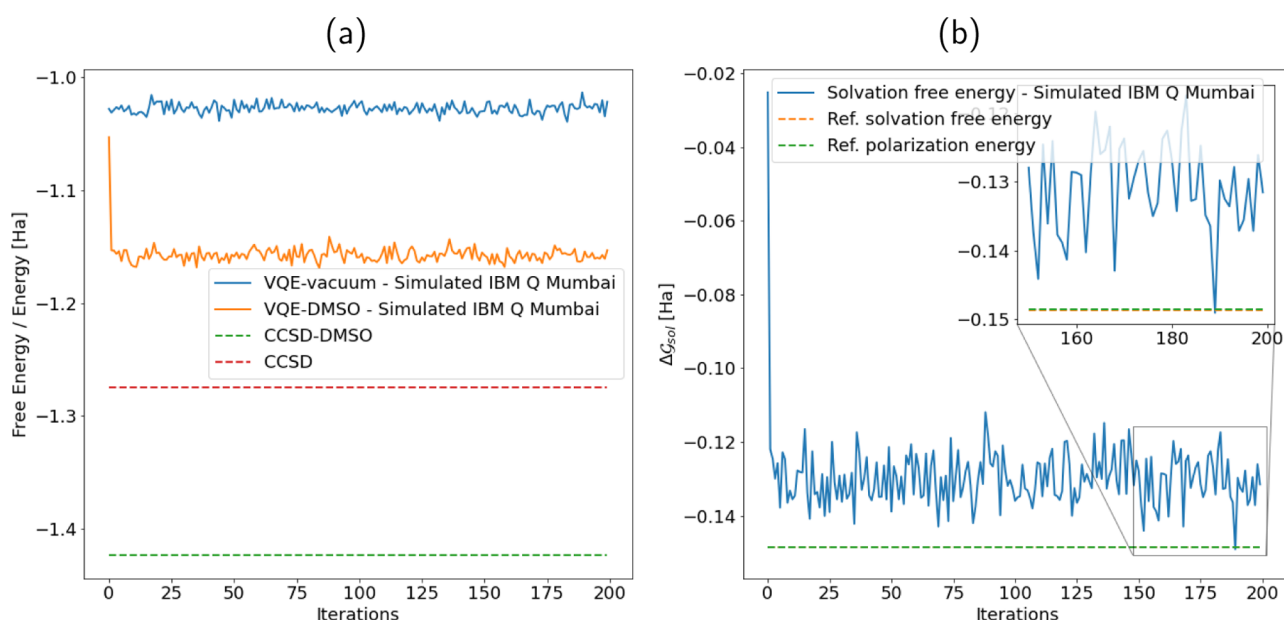 (a)
(b)
−1.0
−1.1
−1.2
−1.3
−1.4
Free Energy / Energy [Ha]
VQE-vacuum - Simulated IBM Q Mumbai
VQE-DMSO - Simulated IBM Q Mumbai
CCSD-DMSO
CCSD
0 25 50 75 100 125 150 175 200
Iterations
−0.02
−0.04
−0.06
−0.08
−0.10
−0.12
−0.14
Δ𝒢sol [Ha]
Solvation free energy - Simulated IBM Q Mumbai
Ref. solvation free energy
Ref. polarization energy
−0.12
−0.13
−0.14
−0.15
160 180 200
0 25 50 75 100 125 150 175 200
Iterations